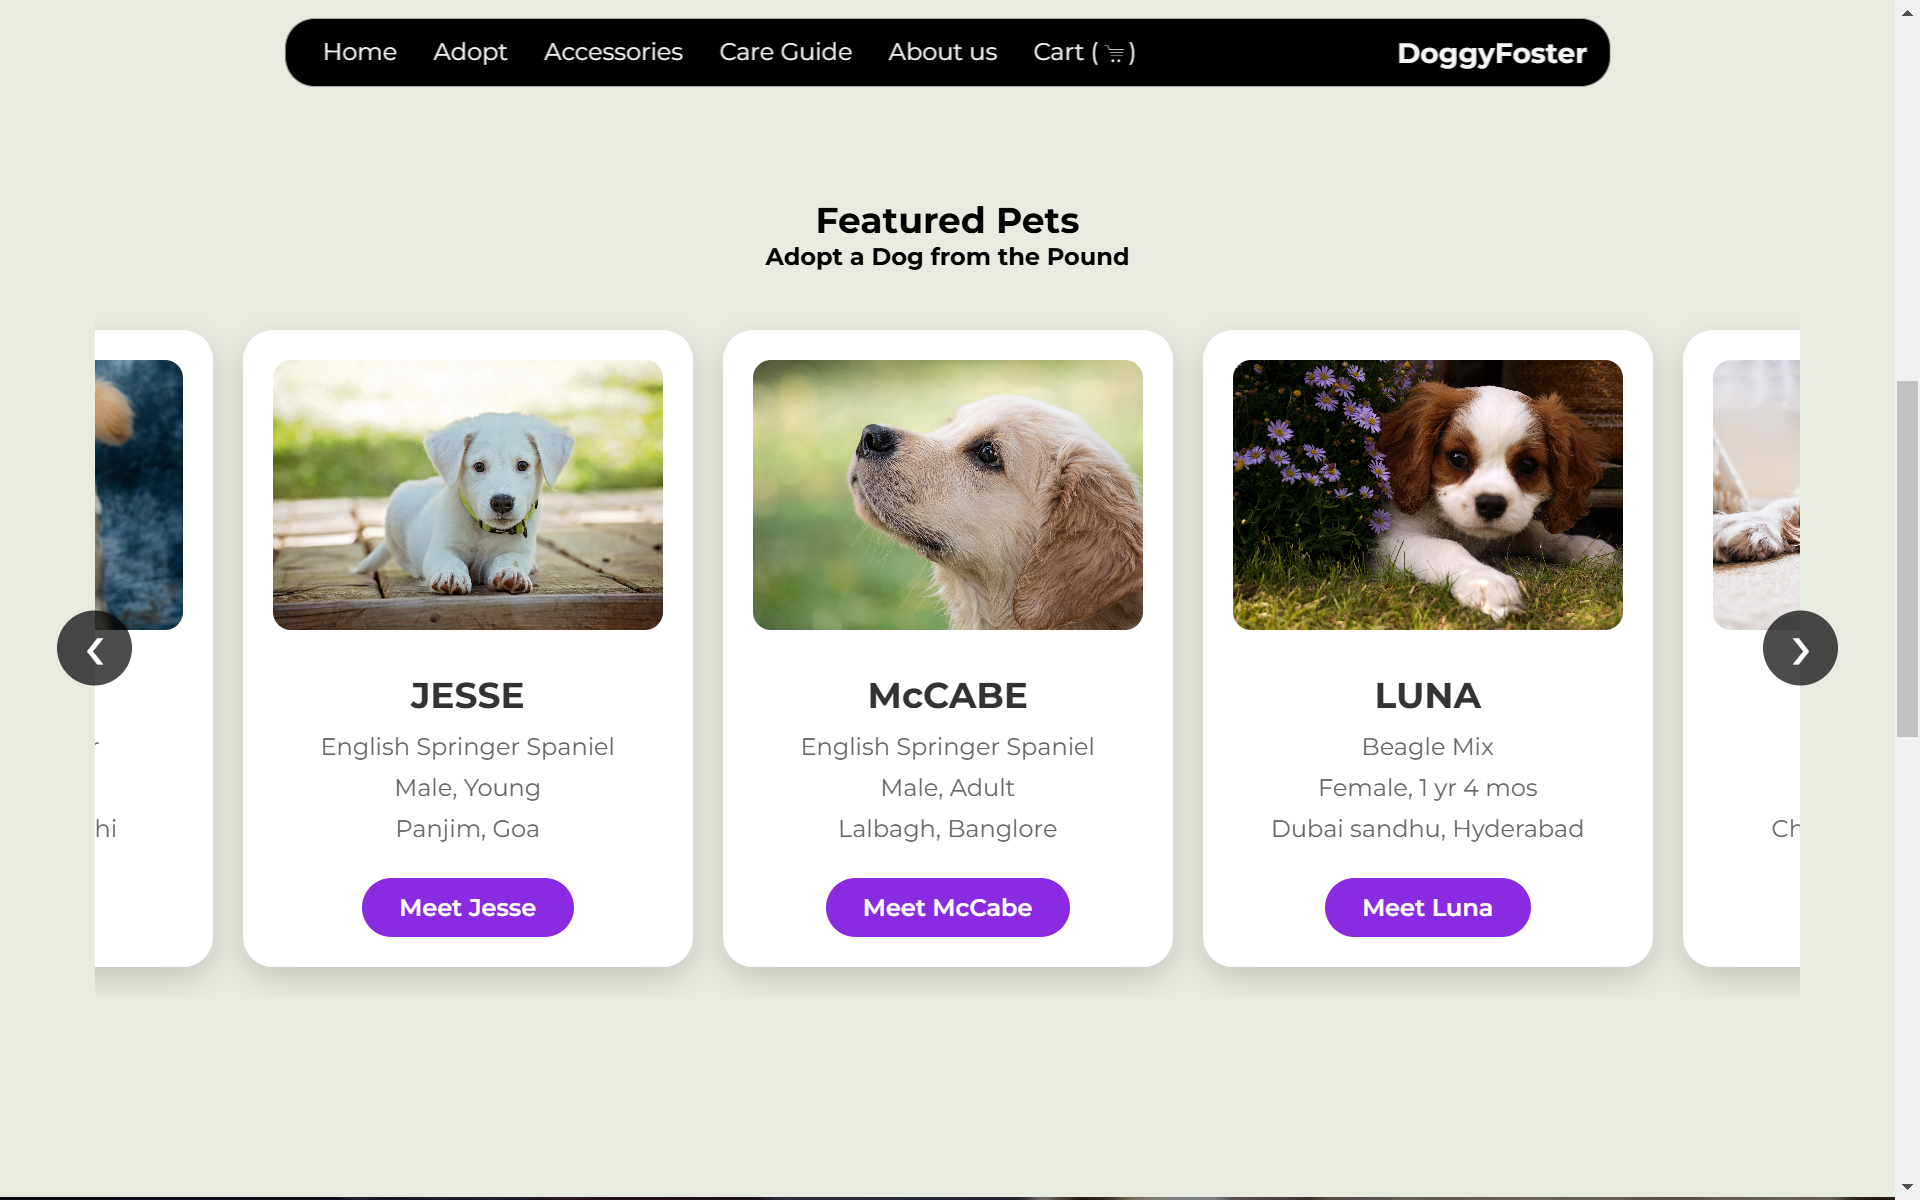 Home Adopt Accessories Care Guide About us Cart ( ) DoggyFoster
Featured Pets
Adopt a Dog from the Pound
JESSE
English Springer Spaniel
Male, Young
Panjim, Goa
Meet Jesse
McCABE
English Springer Spaniel
Male, Adult
Lalbagh, Banglore
Meet McCabe
LUNA
Beagle Mix
Female, 1 yr 4 mos
Dubai sandhu, Hyderabad
Meet Luna